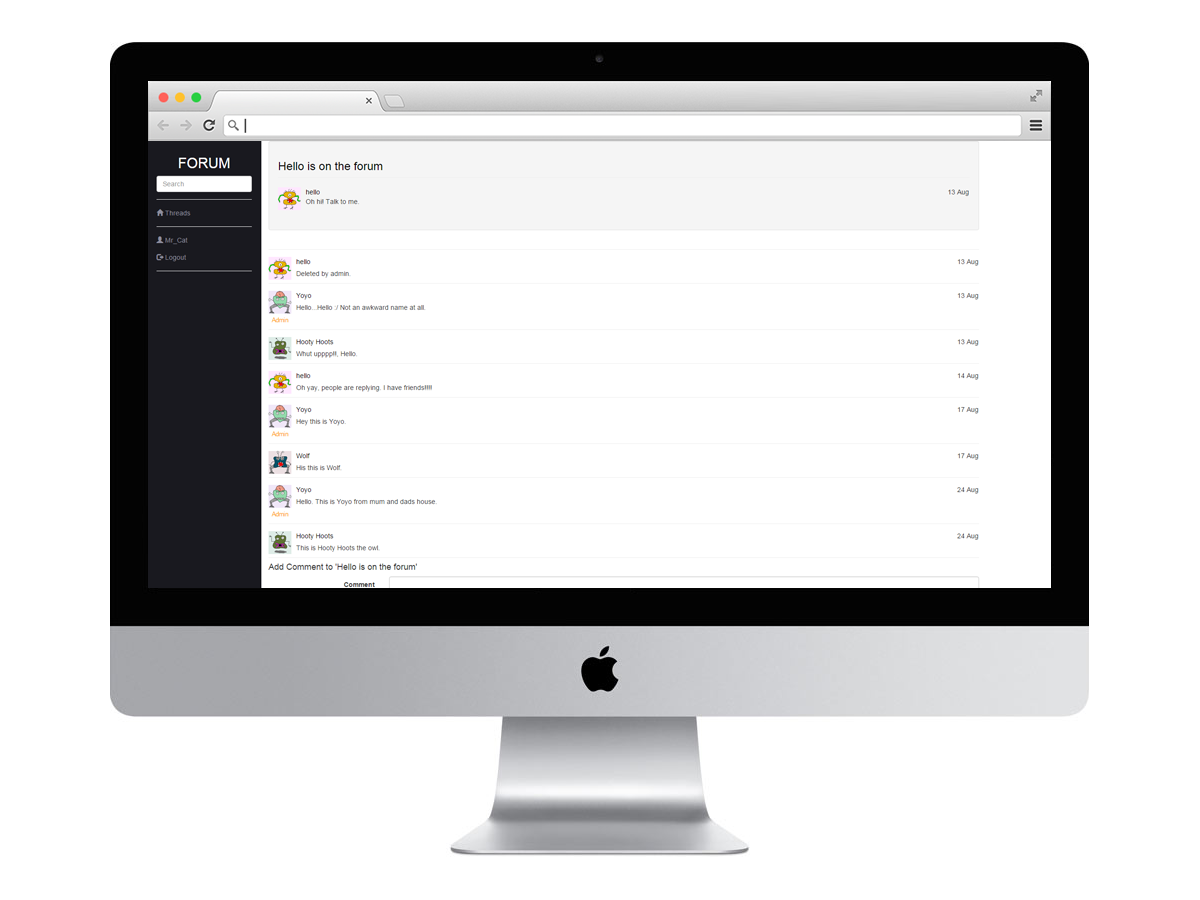 FORUM
Search
Threads
Mr_Cat
Logout
Hello is on the forum
hello 13 Aug
Oh hi! Talk to me.
hello 13 Aug
Deleted by admin.
Yoyo 13 Aug
Hello...Hello :/ Not an awkward name at all.
Admin
Hooty Hoots 13 Aug
Whut upppp!!, Hello.
hello 14 Aug
Oh yay, people are replying. I have friends!!!!!
Yoyo 17 Aug
Hey this is Yoyo.
Admin
Wolf 17 Aug
His this is Wolf.
Yoyo 24 Aug
Hello. This is Yoyo from mum and dads house.
Admin
Hooty Hoots 24 Aug
This is Hooty Hoots the owl.
Add Comment to 'Hello is on the forum'
Comment